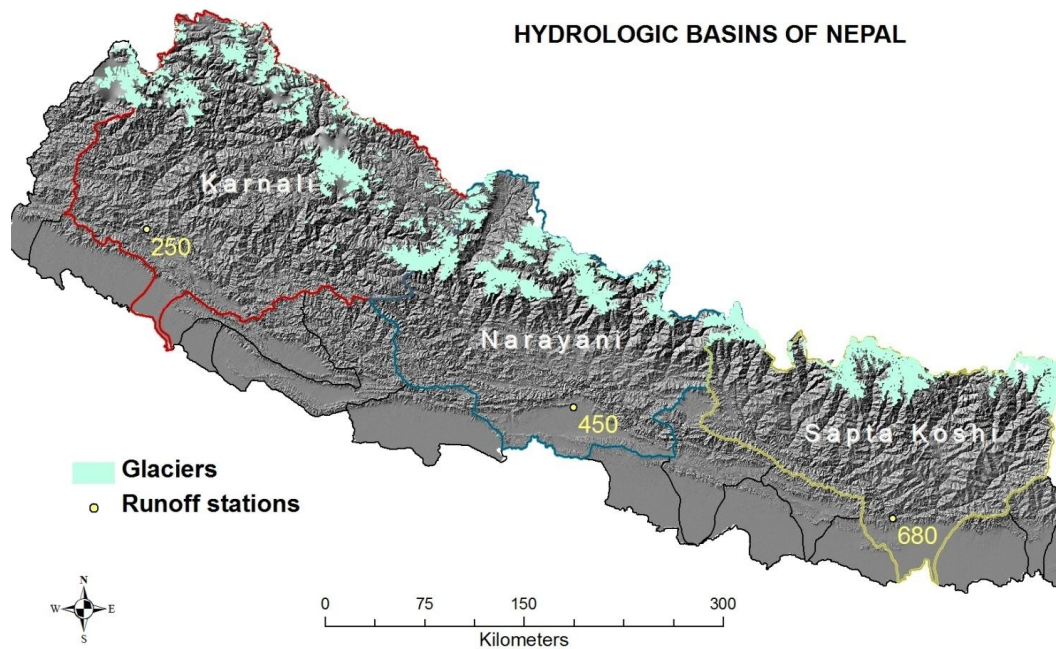 HYDROLOGIC BASINS OF NEPAL
Karnali
250
Narayani
450
Sapta Koshi
680
Glaciers
Runoff stations
N
W E
S
0 75 150 300
Kilometers